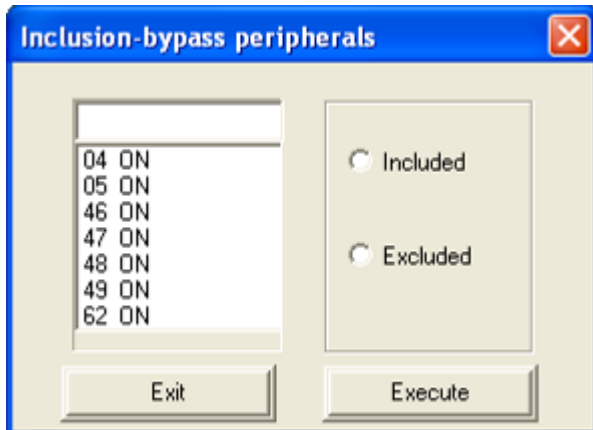 Inclusion-bypass peripherals
04 ON
05 ON
46 ON
47 ON
48 ON
49 ON
62 ON
Included
Excluded
Exit
Execute